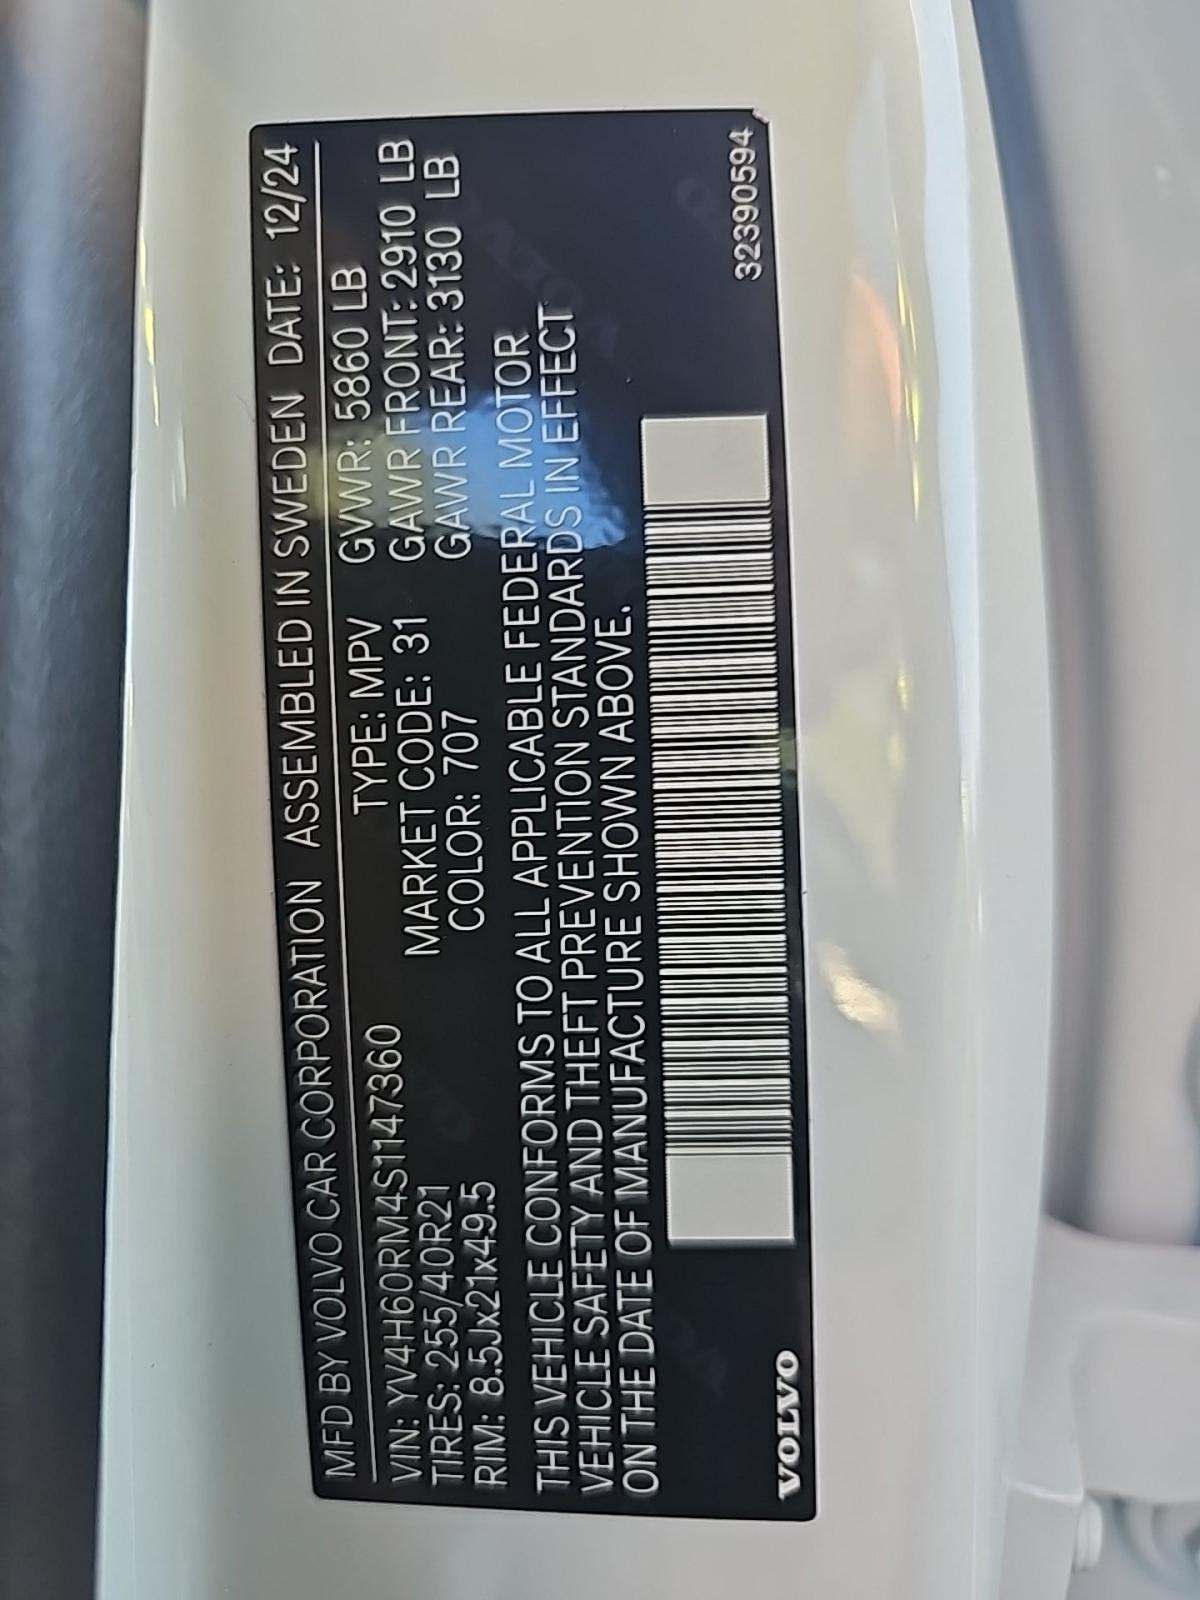 MFD BY VOLVO CAR CORPORATION ASSEMBLED IN SWEDEN DATE: 12/24
VIN: YV4H60RM4S1147360 TYPE: MPV GVWR: 5860 LB
TIRES: 255/40R21 MARKET CODE: 31 GAWR FRONT: 2910 LB
RIM: 8.5Jx21x49.5 COLOR: 707 GAWR REAR: 3130 LB
THIS VEHICLE CONFORMS TO ALL APPLICABLE FEDERAL MOTOR
VEHICLE SAFETY AND THEFT PREVENTION STANDARDS IN EFFECT
ON THE DATE OF MANUFACTURE SHOWN ABOVE.
VOLVO 32390594